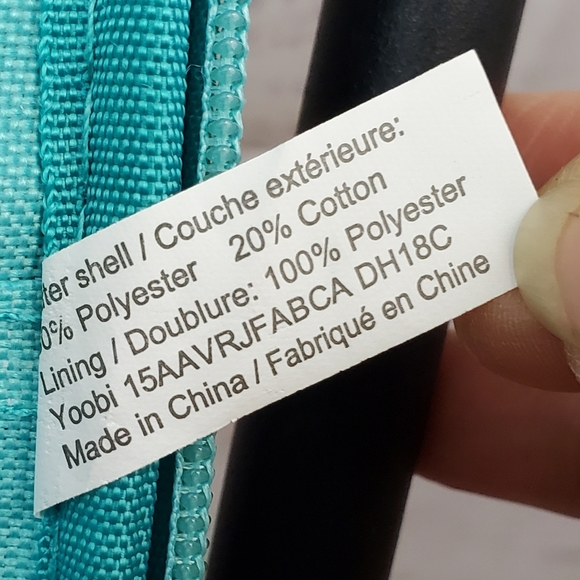 ter shell / Couche extérieure:
0% Polyester 20% Cotton
Lining / Doublure: 100% Polyester
Yoobi 15AAVRJFABCA DH18C
Made in China / Fabriqué en Chine